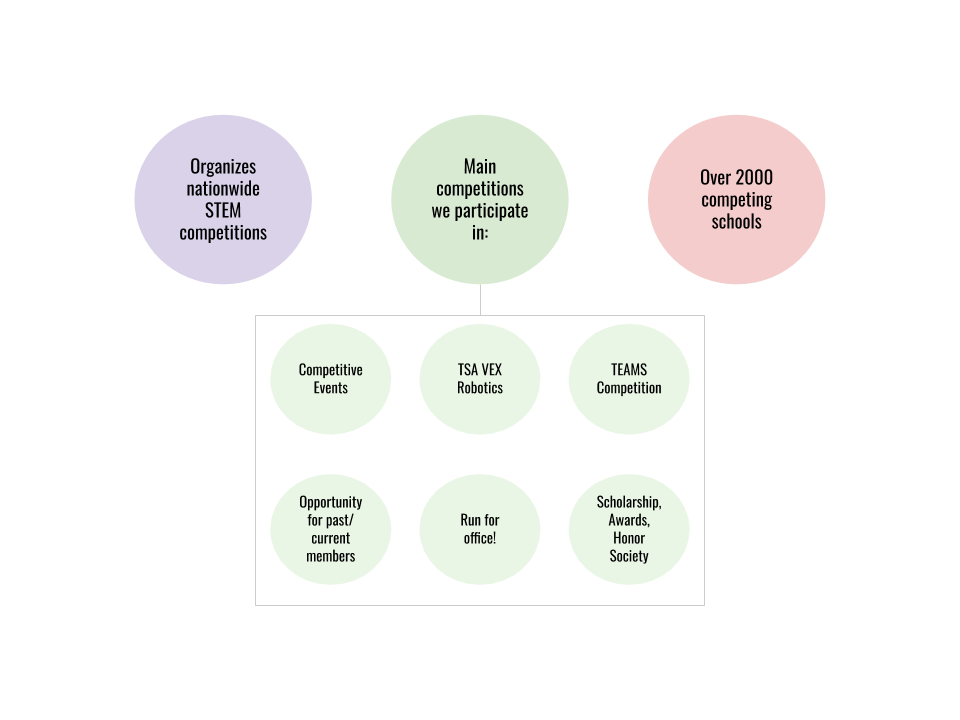 Organizes
nationwide
STEM
competitions
Main
competitions
we participate
in:
Over 2000
competing
schools
Competitive
Events
TSA VEX
Robotics
TEAMS
Competition
Opportunity
for past/
current
members
Run for
office!
Scholarship,
Awards,
Honor
Society